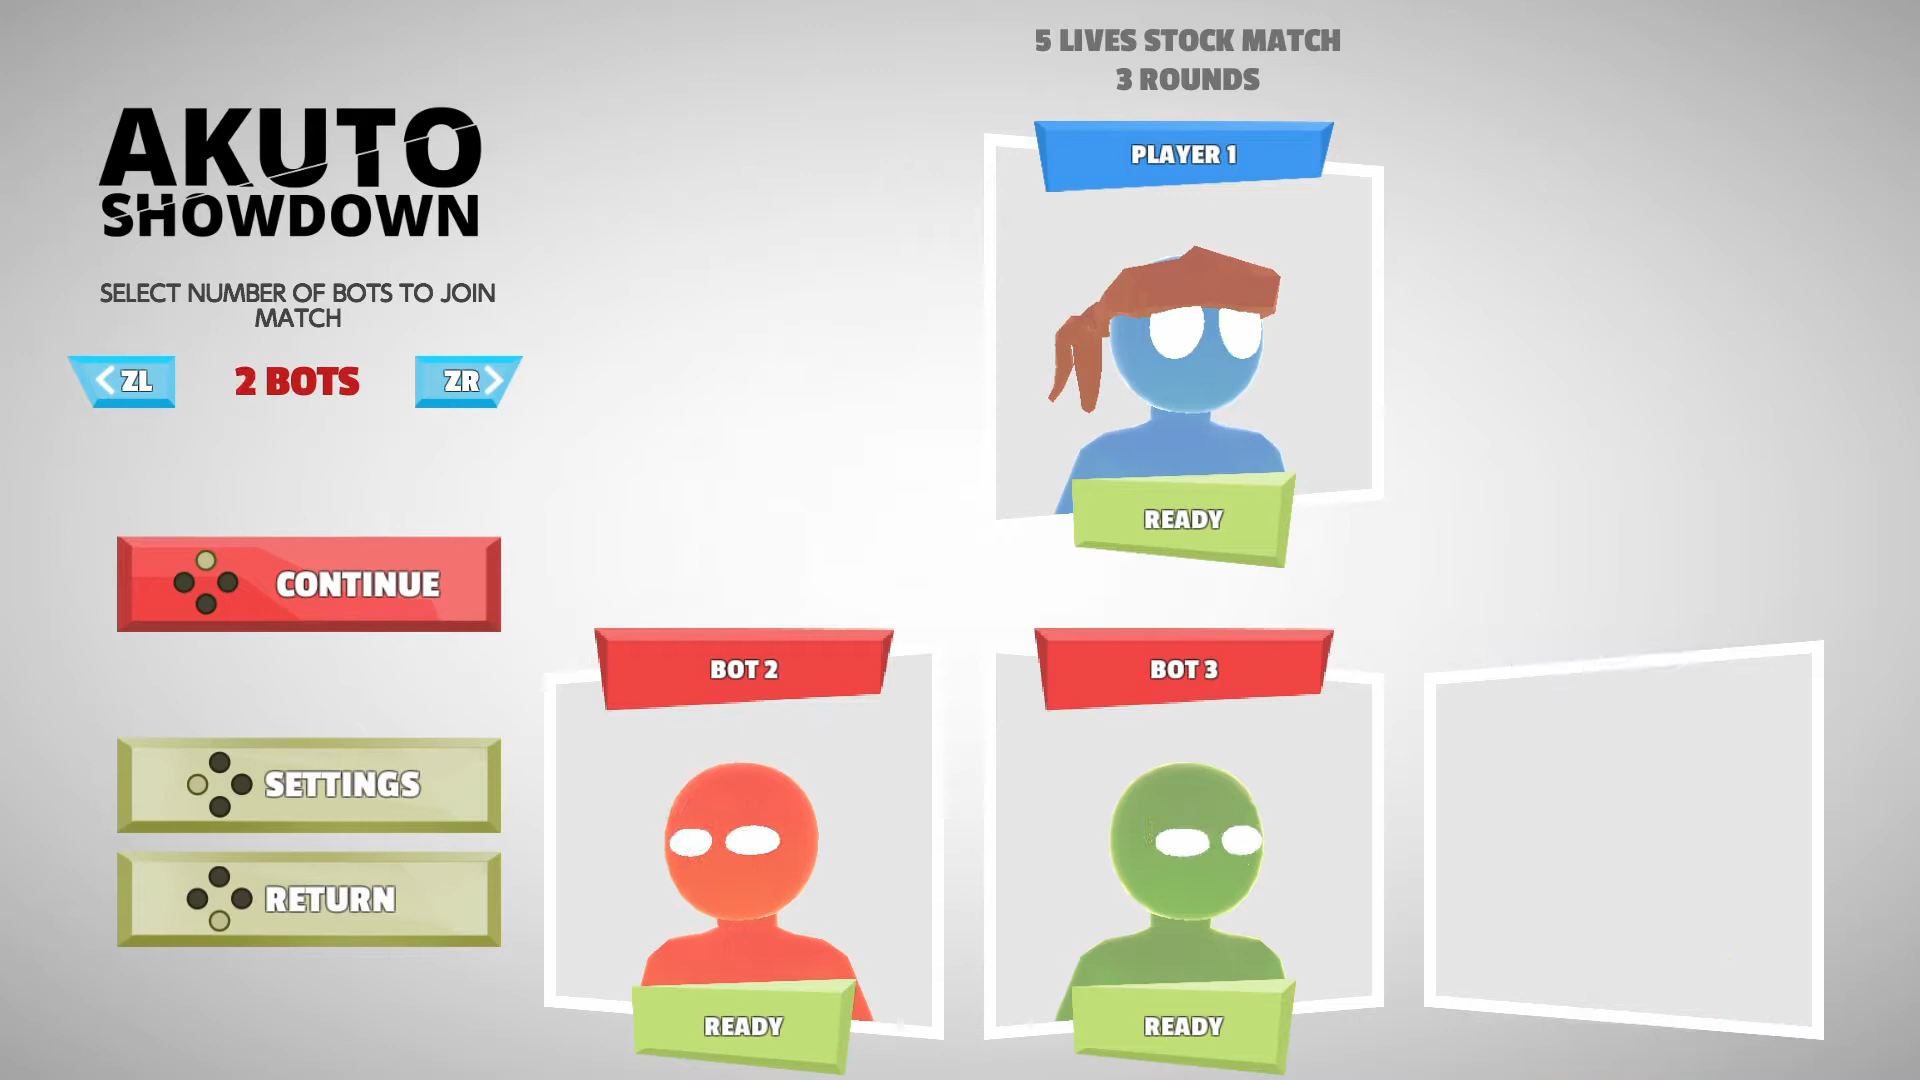 5 LIVES STOCK MATCH
3 ROUNDS
AKUTO
SHOWDOWN
SELECT NUMBER OF BOTS TO JOIN
MATCH
ZL
2 BOTS
ZR
PLAYER 1
READY
CONTINUE
SETTINGS
RETURN
BOT 2
READY
BOT 3
READY